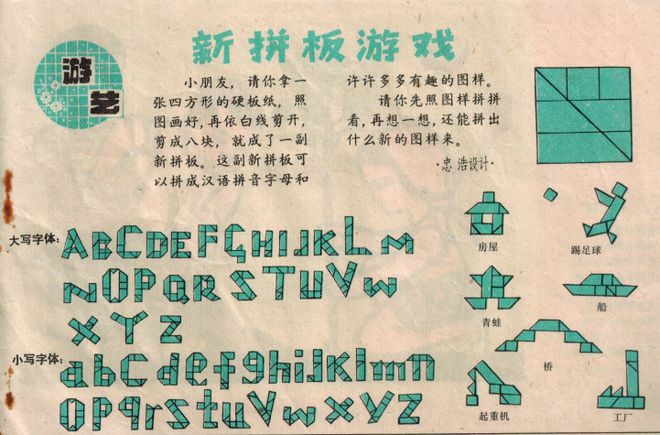 新拼板游戏
游艺
小朋友，请你拿一
张四方形的硬板纸，照
图画好，再依白线剪开，
剪成八块，就成了一副
新拼板。这副新拼板可
以拼成汉语拼音字母和
许许多多有趣的图样。
请你先照图样拼拼
看，再想一想，还能拼出
什么新的图样来。
·忠浩设计·
大写字体：ABCDEFGHIJKLM
NOPQRSTUVW
XYZ
小写字体：abcdefghijklmn
opqrstuvwxyz
房屋
踢足球
青蛙
船
桥
起重机
工厂